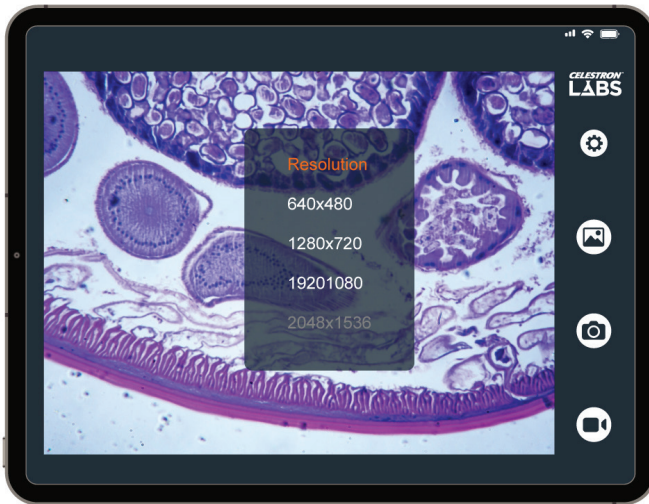 CELESTRON
LABS
Resolution
640x480
1280x720
19201080
2048x1536